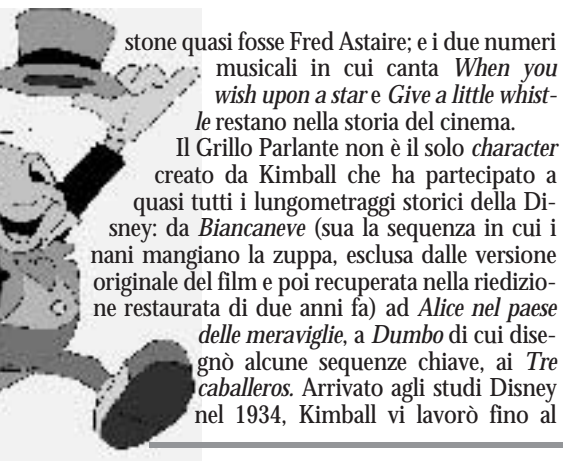 stone quasi fosse Fred Astaire; e i due numeri
musicali in cui canta When you
wish upon a star e Give a little whist-
le restano nella storia del cinema.
Il Grillo Parlante non è il solo character
creato da Kimball che ha partecipato a
quasi tutti i lungometraggi storici della Di-
sney: da Biancaneve (sua la sequenza in cui i
nani mangiano la zuppa, esclusa dalle versione
originale del film e poi recuperata nella riedizio-
ne restaurata di due anni fa) ad Alice nel paese
delle meraviglie, a Dumbo di cui dise-
gnò alcune sequenze chiave, ai Tre
caballeros. Arrivato agli studi Disney
nel 1934, Kimball vi lavorò fino al